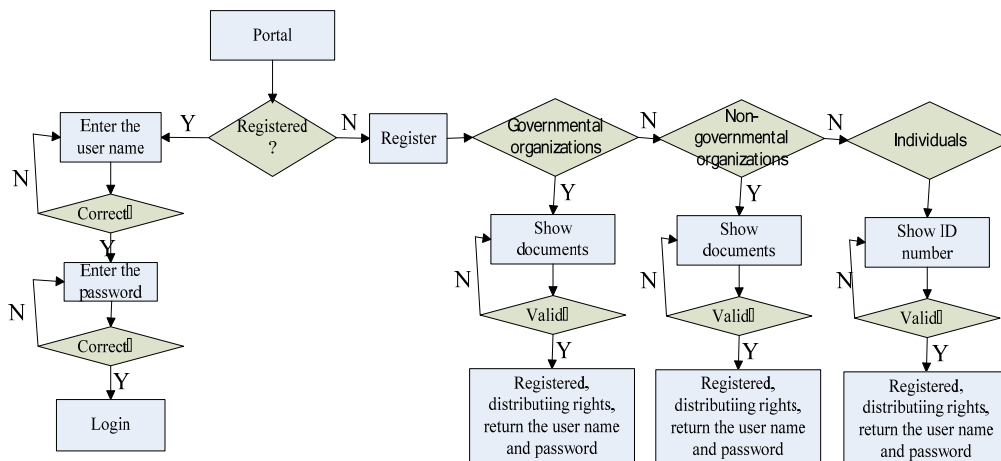 Portal
Registered
?
Y
N
Register
Enter the
user name
N
Correct
Y
Enter the
password
N
Correct
Y
Login
Governmental
organizations
N
Non-
governmental
organizations
N
Individuals
Y
Show
documents
N
Valid
Y
Registered,
distributiing rights,
return the user name
and password
Y
Show
documents
N
Valid
Y
Registered,
distributiing rights,
return the user name
and password
Show ID
number
N
Valid
Y
Registered,
distributiing rights,
return the user name
and password